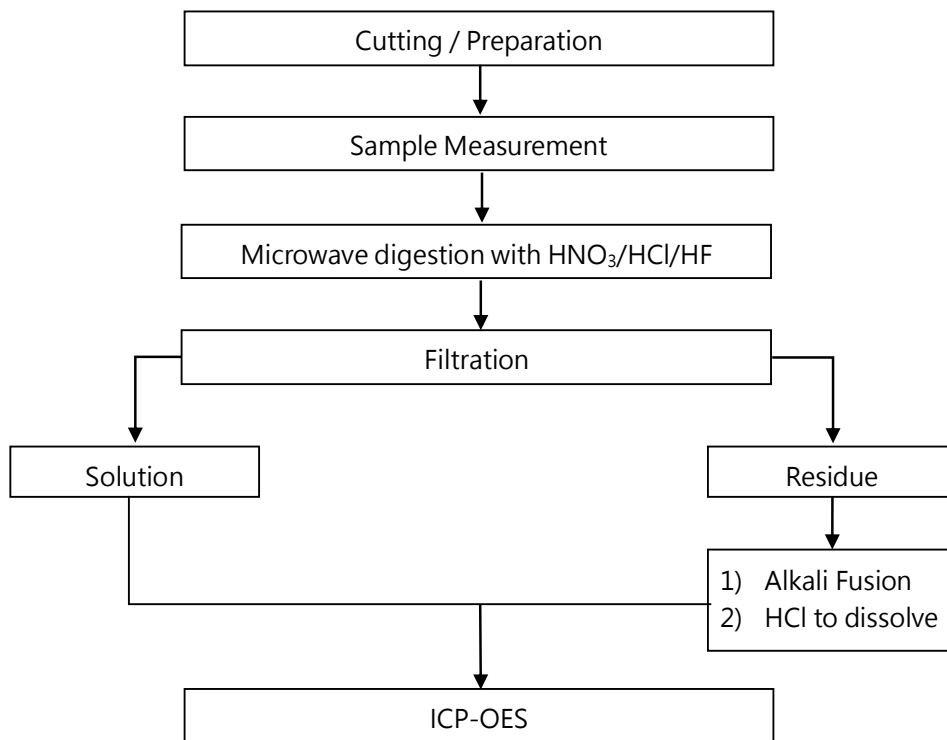 Cutting / Preparation
Sample Measurement
Microwave digestion with HNO₃/HCl/HF
Filtration
Solution
Residue
1) Alkali Fusion
2) HCl to dissolve
ICP-OES